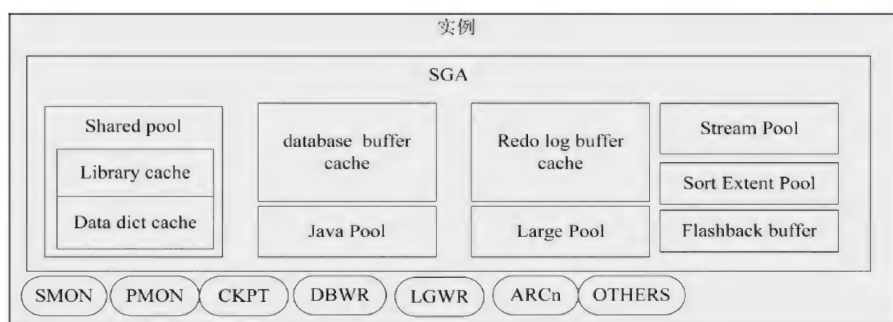 实例
SGA
Shared pool
Library cache
Data dict cache
database buffer
cache
Java Pool
Redo log buffer
cache
Large Pool
Stream Pool
Sort Extent Pool
Flashback buffer
SMON
PMON
CKPT
DBWR
LGWR
ARCn
OTHERS